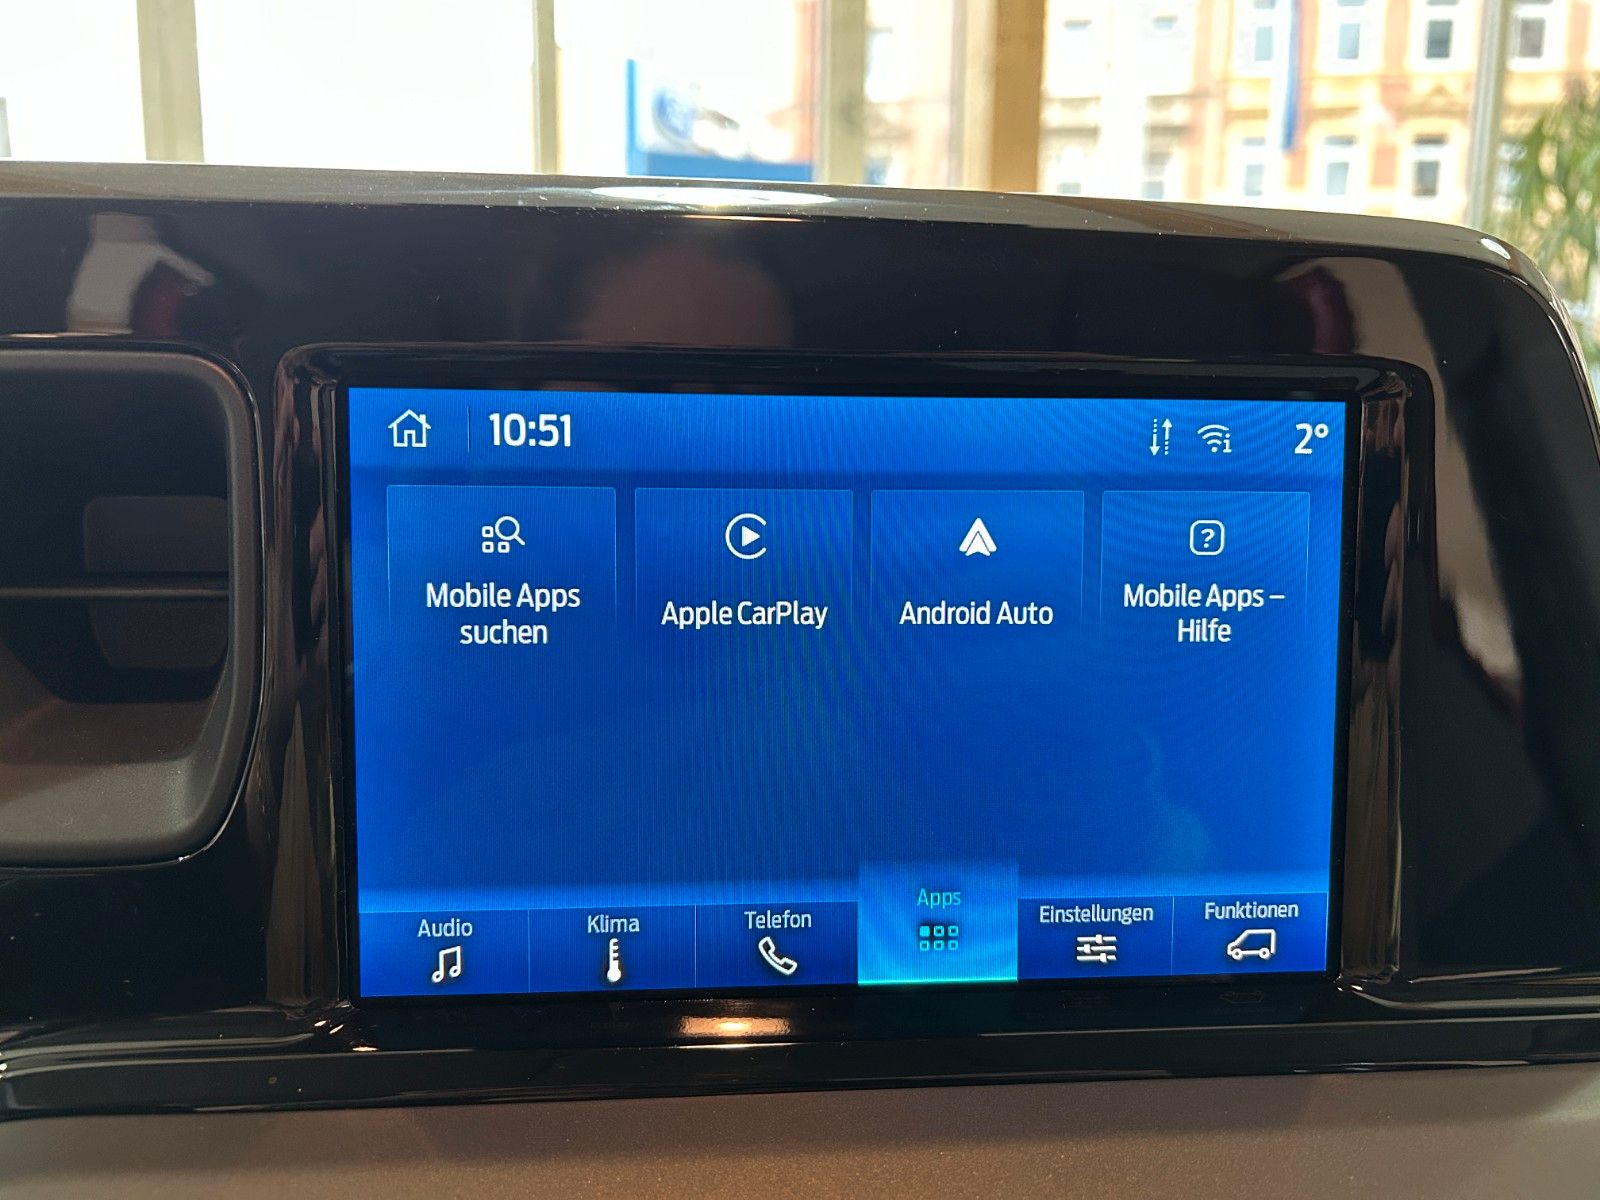 10:51
2°
Mobile Apps
suchen
Apple CarPlay
Android Auto
Mobile Apps –
Hilfe
Audio
Klima
Telefon
Apps
Einstellungen
Funktionen